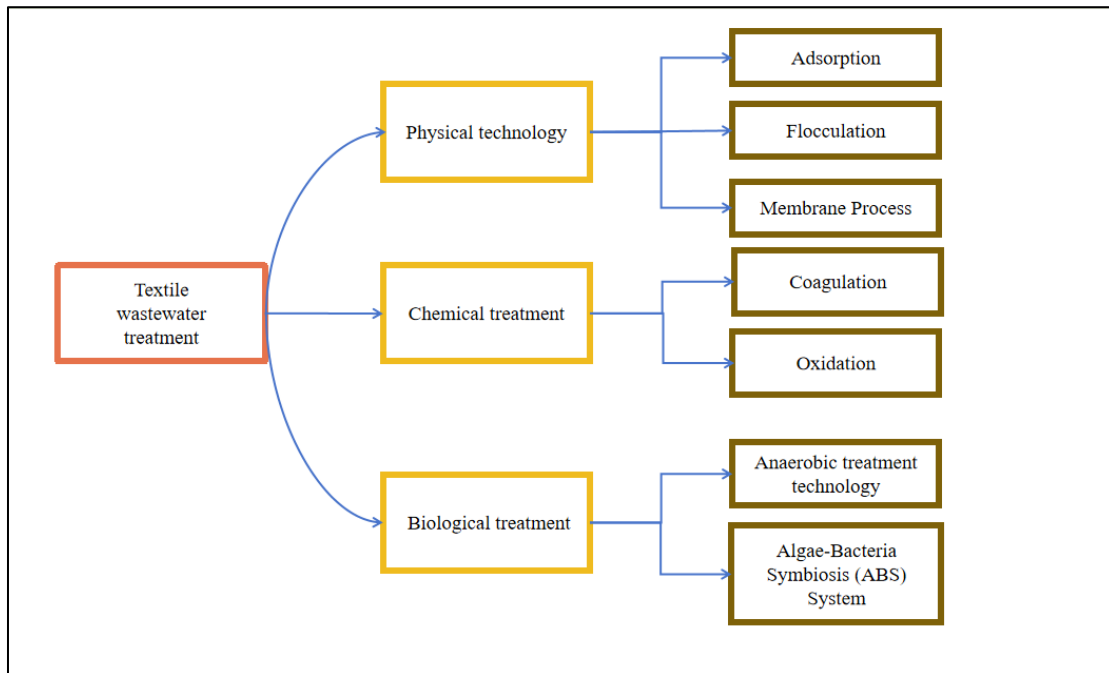 Textile
wastewater
treatment
Physical technology
Adsorption
Flocculation
Membrane Process
Chemical treatment
Coagulation
Oxidation
Biological treatment
Anaerobic treatment
technology
Algae-Bacteria
Symbiosis (ABS)
System